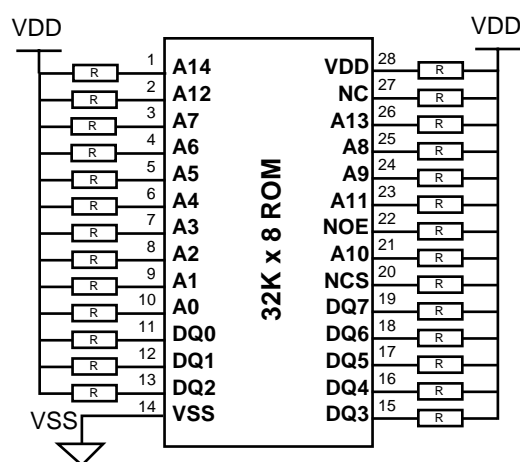 VDD VDD
R 1 A14 VDD 28 R
R 2 A12 NC 27 R
R 3 A7 A13 26 R
R 4 A6 A8 25 R
R 5 A5 A9 24 R
R 6 A4 A11 23 R
R 7 A3 NOE 22 R
R 8 A2 A10 21 R
R 9 A1 NCS 20 R
R 10 A0 DQ7 19 R
R 11 DQ0 DQ6 18 R
R 12 DQ1 DQ5 17 R
R 13 DQ2 DQ4 16 R
VSS 14 VSS DQ3 15 R
32K x 8 ROM